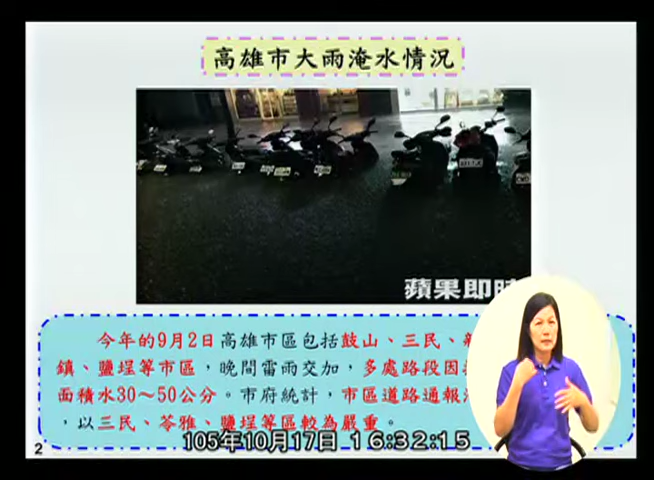 高雄市大雨淹水情況
蘋果即時
今年的9月2日高雄市區包括鼓山、三民、
鎮、鹽埕等市區，晚間雷雨交加，多處路段因
面積水30～50公分。市府統計，市區道路通報
，以三民、苓雅、鹽埕等區較為嚴重。
2
105年10月17日 16:32:15